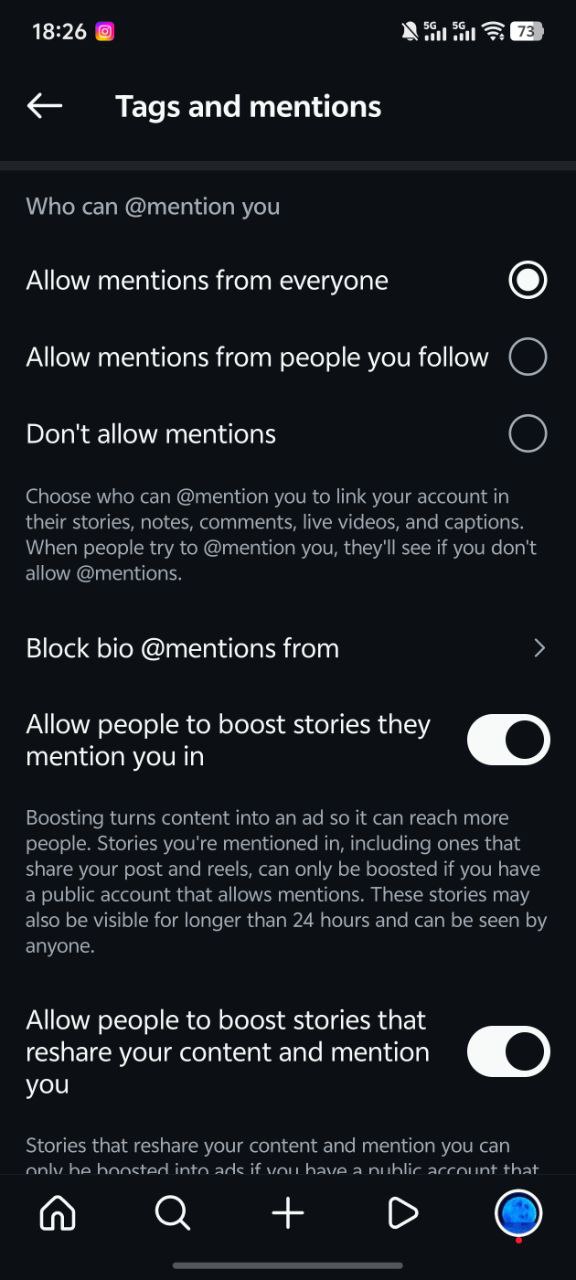 18:26
5G 5G 73
Tags and mentions
Who can @mention you
Allow mentions from everyone
Allow mentions from people you follow
Don't allow mentions
Choose who can @mention you to link your account in
their stories, notes, comments, live videos, and captions.
When people try to @mention you, they'll see if you don't
allow @mentions.
Block bio @mentions from
Allow people to boost stories they
mention you in
Boosting turns content into an ad so it can reach more
people. Stories you're mentioned in, including ones that
share your post and reels, can only be boosted if you have
a public account that allows mentions. These stories may
also be visible for longer than 24 hours and can be seen by
anyone.
Allow people to boost stories that
reshare your content and mention
you
Stories that reshare your content and mention you can
only be boosted into ads if you have a public account that